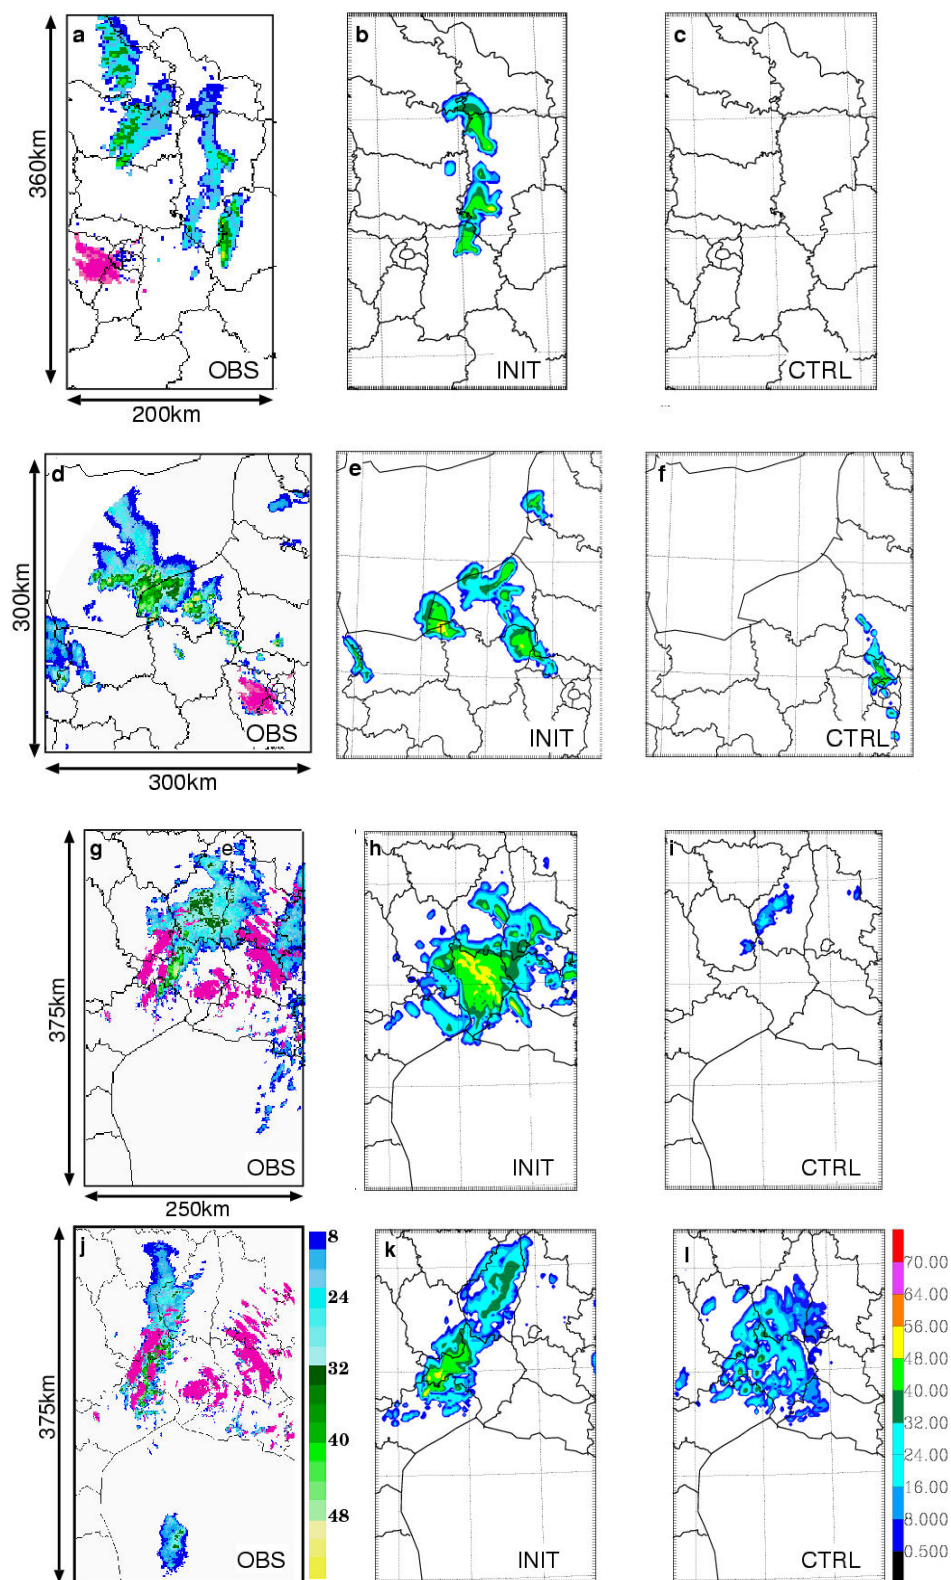 a
b
c
360km
OBS
INIT
CTRL
200km
d
e
f
300km
OBS
INIT
CTRL
300km
g
e
h
i
375km
OBS
INIT
CTRL
250km
j
k
l
8
24
32
40
48
375km
70.00
64.00
56.00
48.00
40.00
32.00
24.00
16.00
8.000
0.500
OBS
INIT
CTRL